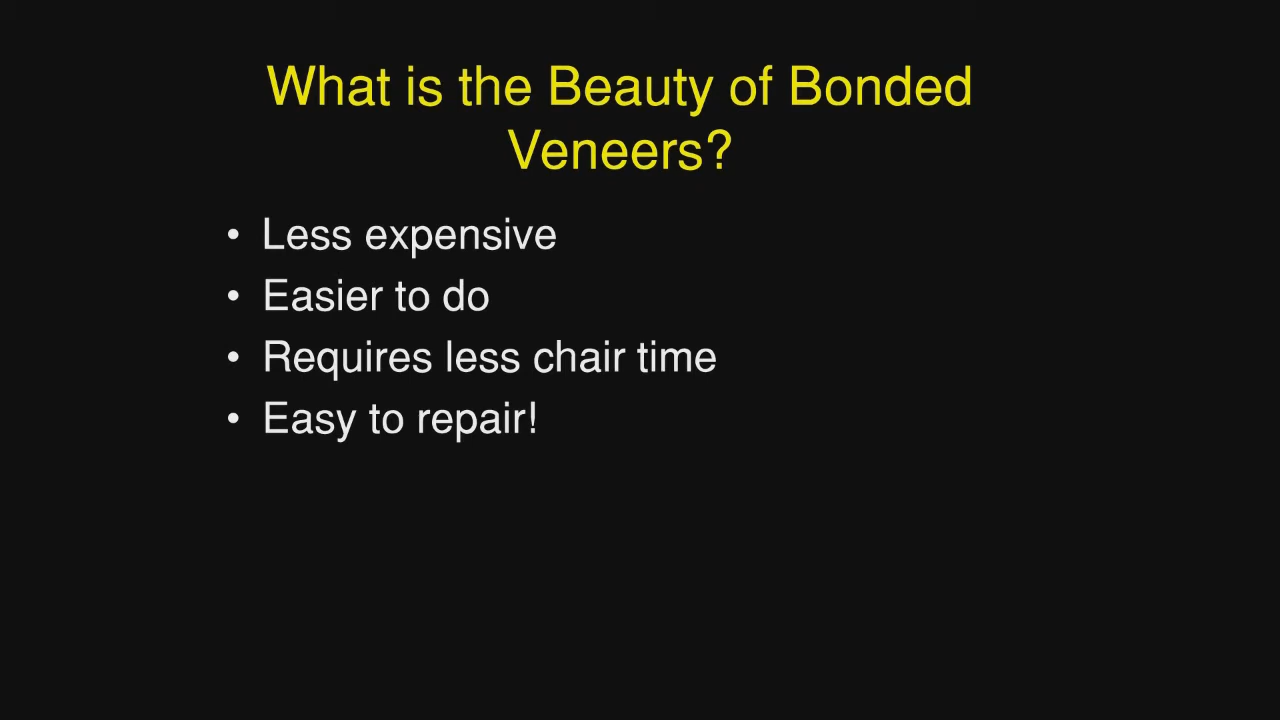 What is the Beauty of Bonded
Veneers?
• Less expensive
• Easier to do
• Requires less chair time
• Easy to repair!